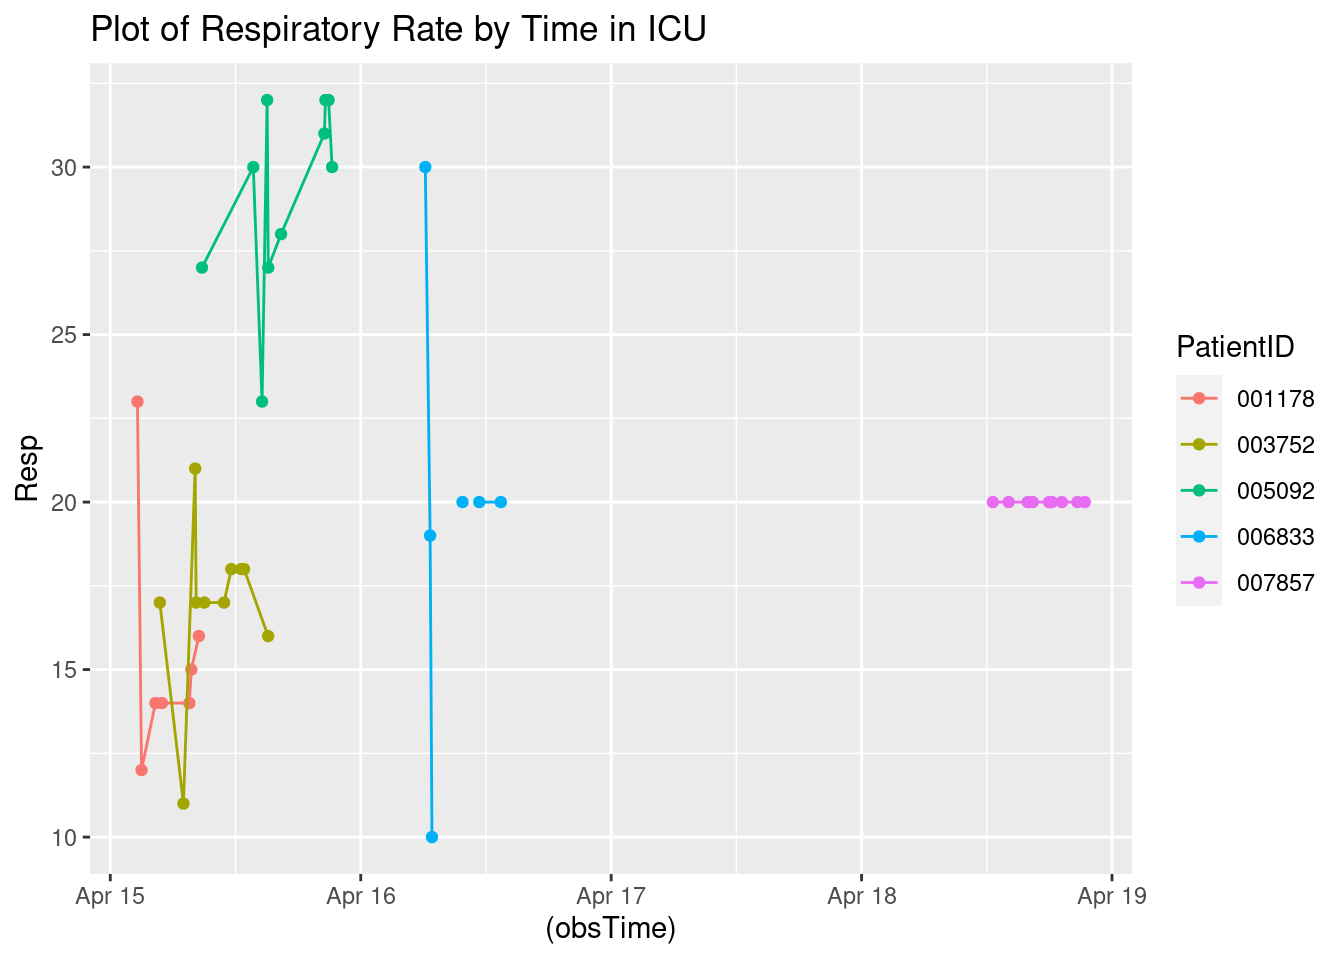 Plot of Respiratory Rate by Time in ICU
30
25
20
15
10
Resp
Apr 15
Apr 16
Apr 17
Apr 18
Apr 19
(obsTime)
PatientID
001178
003752
005092
006833
007857